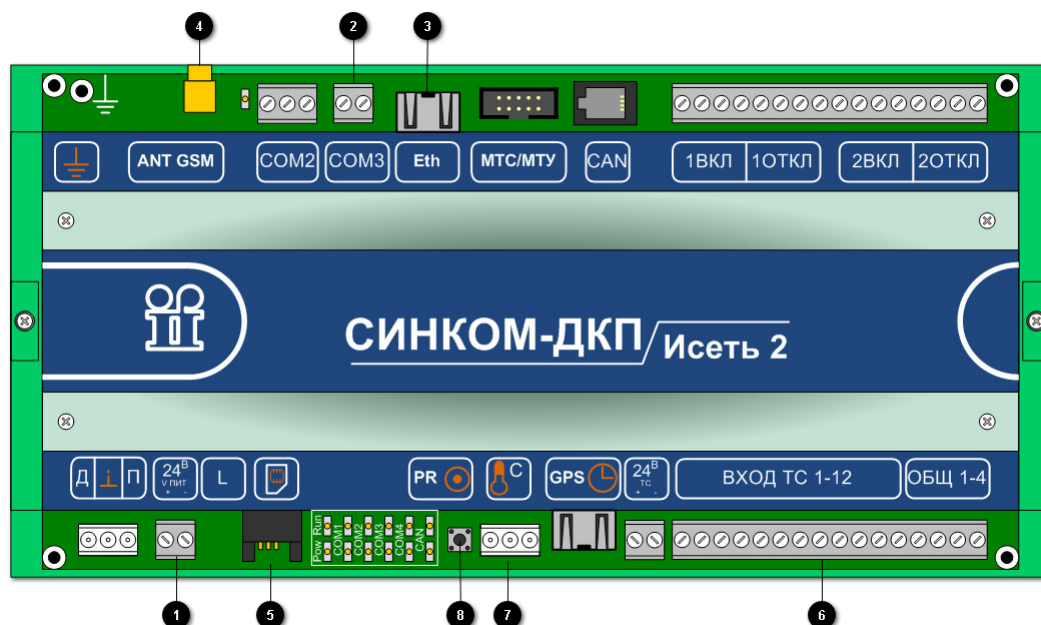 4 2 3
ANT GSM COM2 COM3 Eth МТС/МТУ CAN 1ВКЛ 1ОТКЛ 2ВКЛ 2ОТКЛ
СИНКОМ-ДКП/Исеть 2
Д П 24В V ПИТ + - L PR С GPS 24В ТС + - ВХОД ТС 1-12 ОБЩ 1-4
Pow Run COM1 COM2 COM3 COM4 CAN
1 5 8 7 6